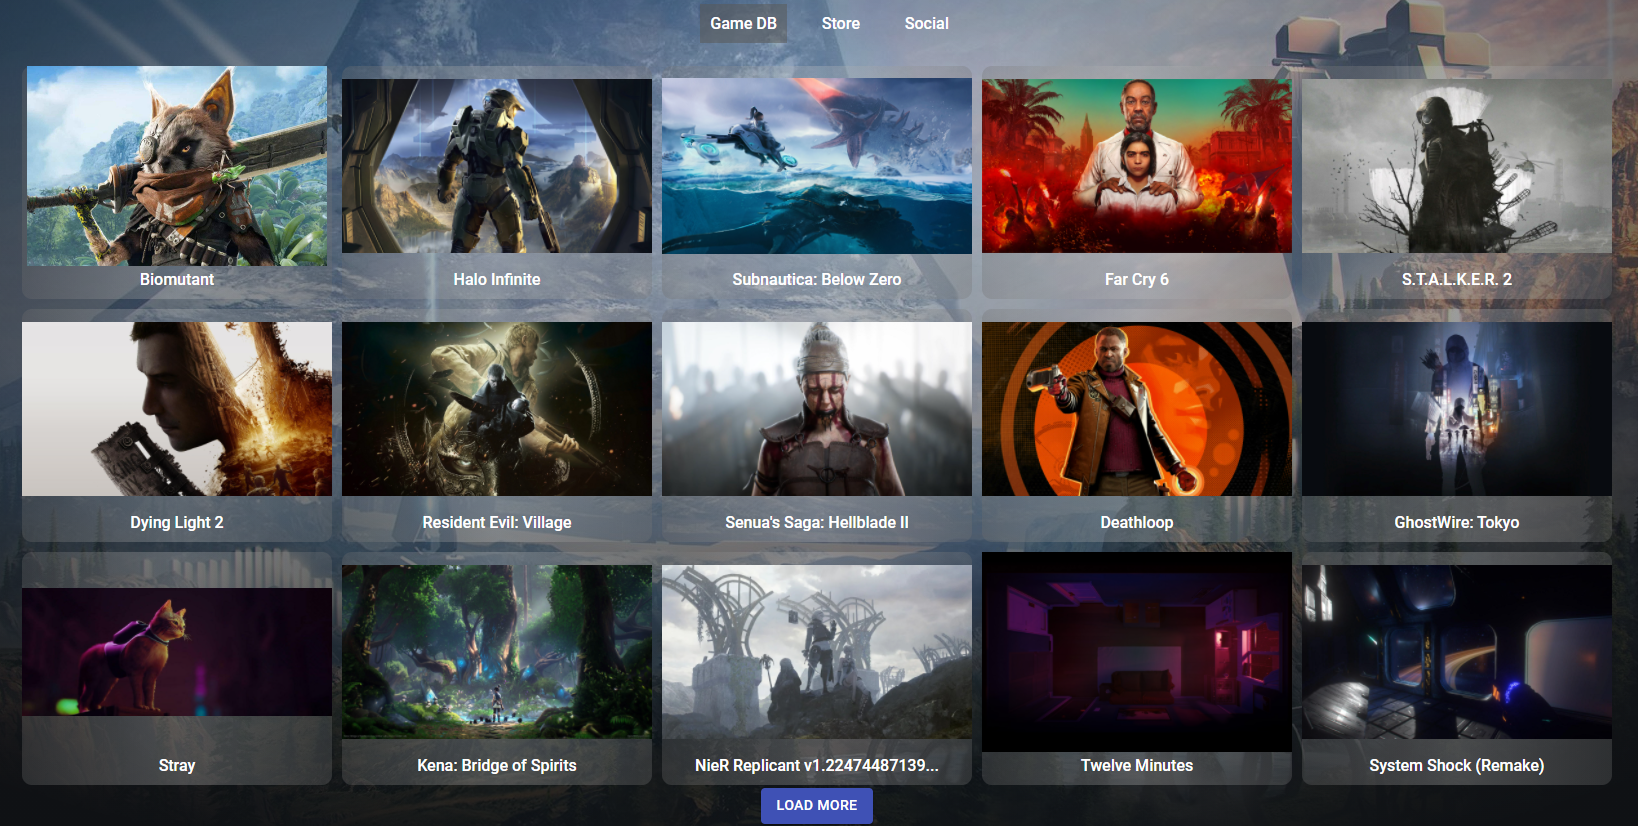 Game DB Store Social
Biomutant
Halo Infinite
Subnautica: Below Zero
Far Cry 6
S.T.A.L.K.E.R. 2
Dying Light 2
Resident Evil: Village
Senua's Saga: Hellblade II
Deathloop
GhostWire: Tokyo
Stray
Kena: Bridge of Spirits
NieR Replicant v1.22474487139...
Twelve Minutes
System Shock (Remake)
LOAD MORE